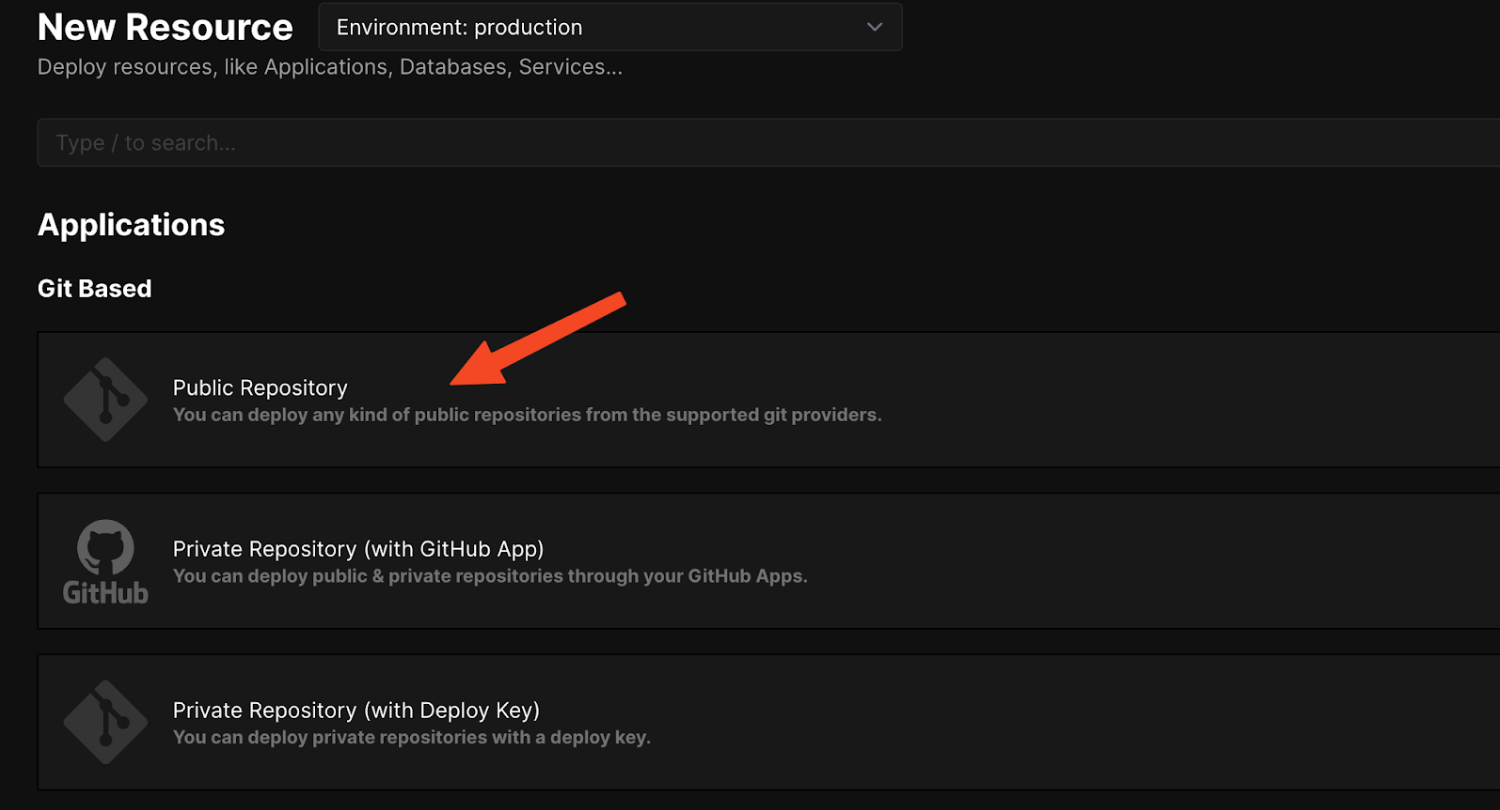 New Resource
Environment: production
Deploy resources, like Applications, Databases, Services...
Type / to search...
Applications
Git Based
Public Repository
You can deploy any kind of public repositories from the supported git providers.
GitHub
Private Repository (with GitHub App)
You can deploy public & private repositories through your GitHub Apps.
Private Repository (with Deploy Key)
You can deploy private repositories with a deploy key.